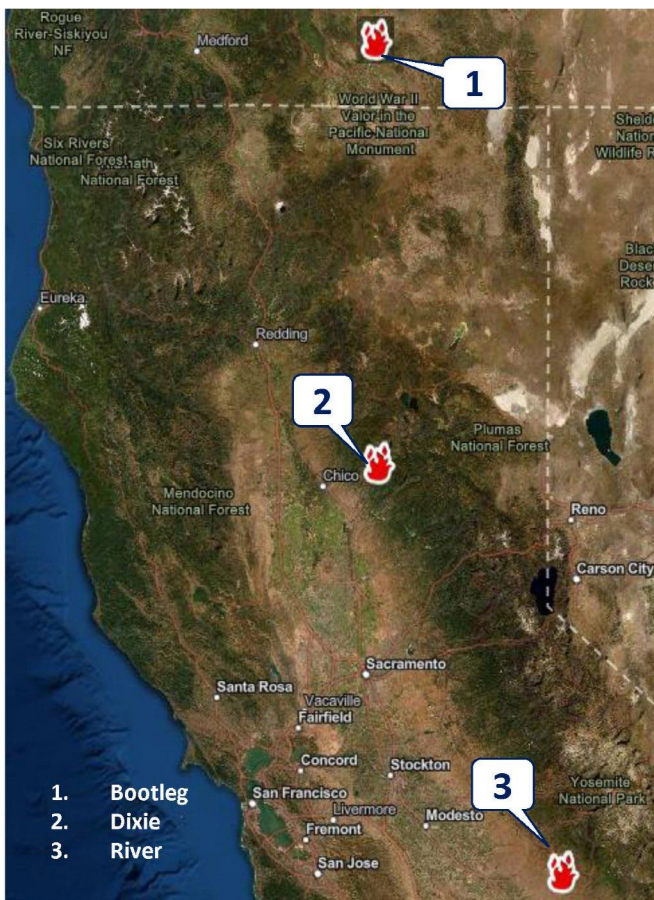 Rogue
River-Siskiyou
NF
Medford
1
World War II
Valor in the
Pacific National
Monument
Six Rivers
National Forest
National Forest
Eureka
Redding
2
Plumas
National Forest
Chico
Mendocino
National Forest
Reno
Carson City
Sacramento
Santa Rosa
Vacaville
Fairfield
Concord
Stockton
3
Yosemite
National Park
San Francisco
Livermore
Modesto
Fremont
San Jose
1. Bootleg
2. Dixie
3. River